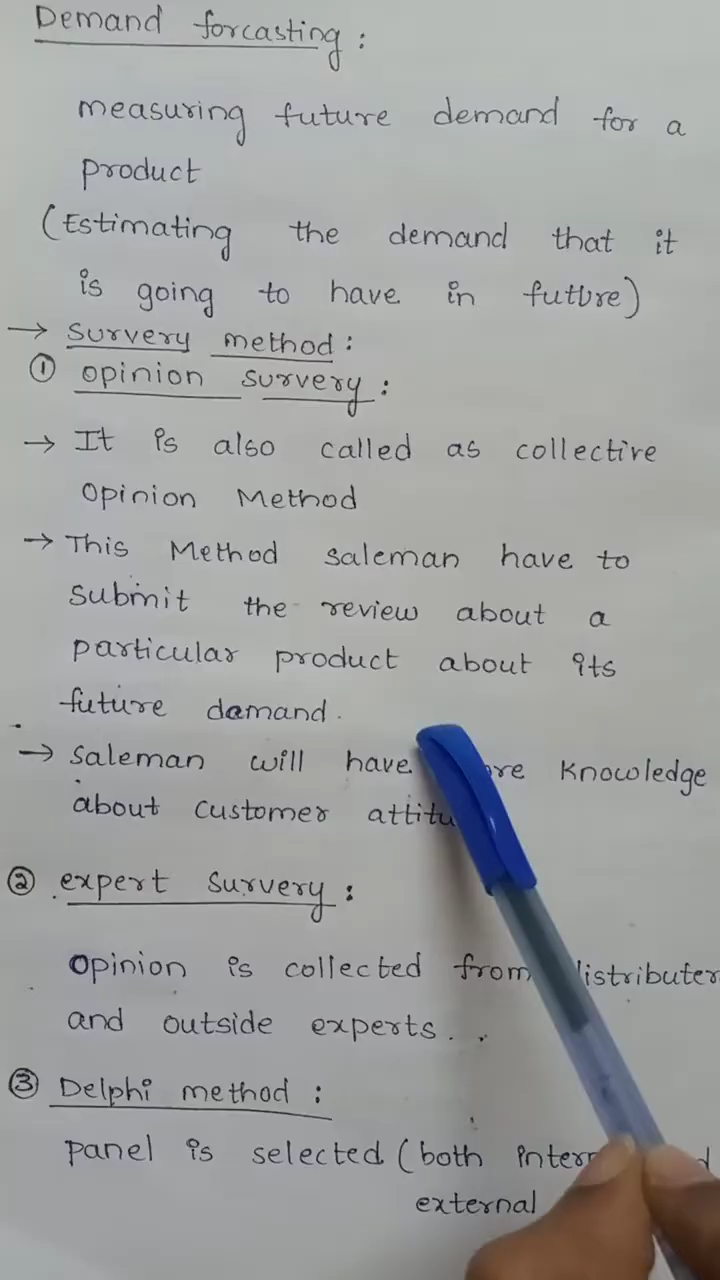 Demand forcasting :
measuring future demand for a
product
(Estimating the demand that it
is going to have in future)
→ survery method :
① opinion survery :
→ It is also called as collective
Opinion Method
→ This Method saleman have to
submit the review about a
particular product about its
future demand.
→ saleman will have knowledge
about customer
② expert survery :
opinion is collected from
and outside experts.
③ Delphi method :
panel is selected (both
external